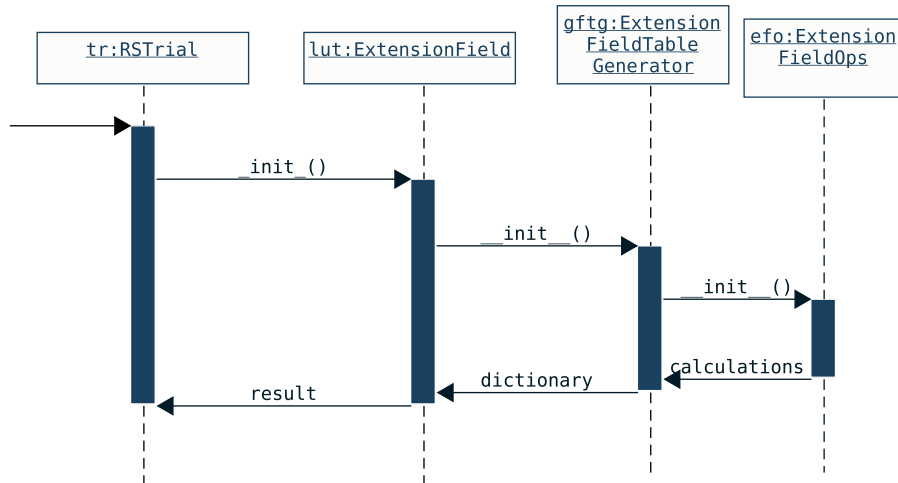 tr:RSTrial
lut:ExtensionField
gftg:Extension
FieldTable
Generator
efo:Extension
FieldOps
_init_()
__init__()
__init__()
calculations
dictionary
result